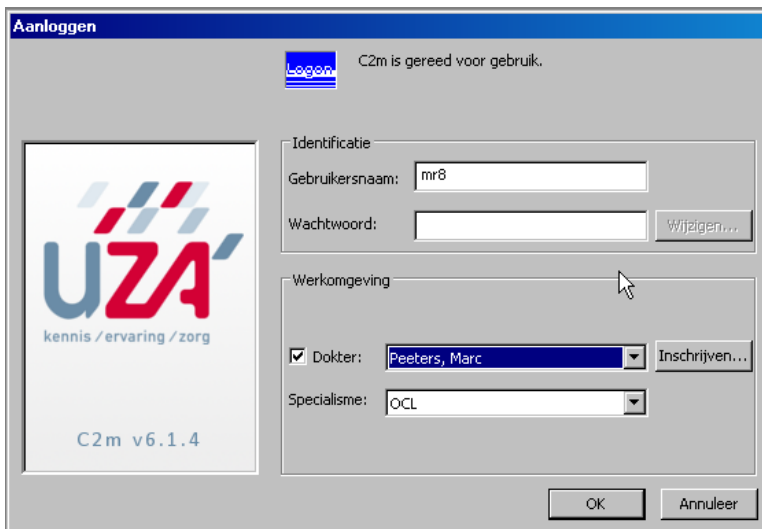 Aanloggen
Logon
C2m is gereed voor gebruik.
Identificatie
Gebruikersnaam: mr8
Wachtwoord: Wijzigen...
UZA'
kennis/ervaring/zorg
C2m v6.1.4
Werkomgeving
Dokter: Peeters, Marc Inschrijven...
Specialisme: OCL
OK Annuleer